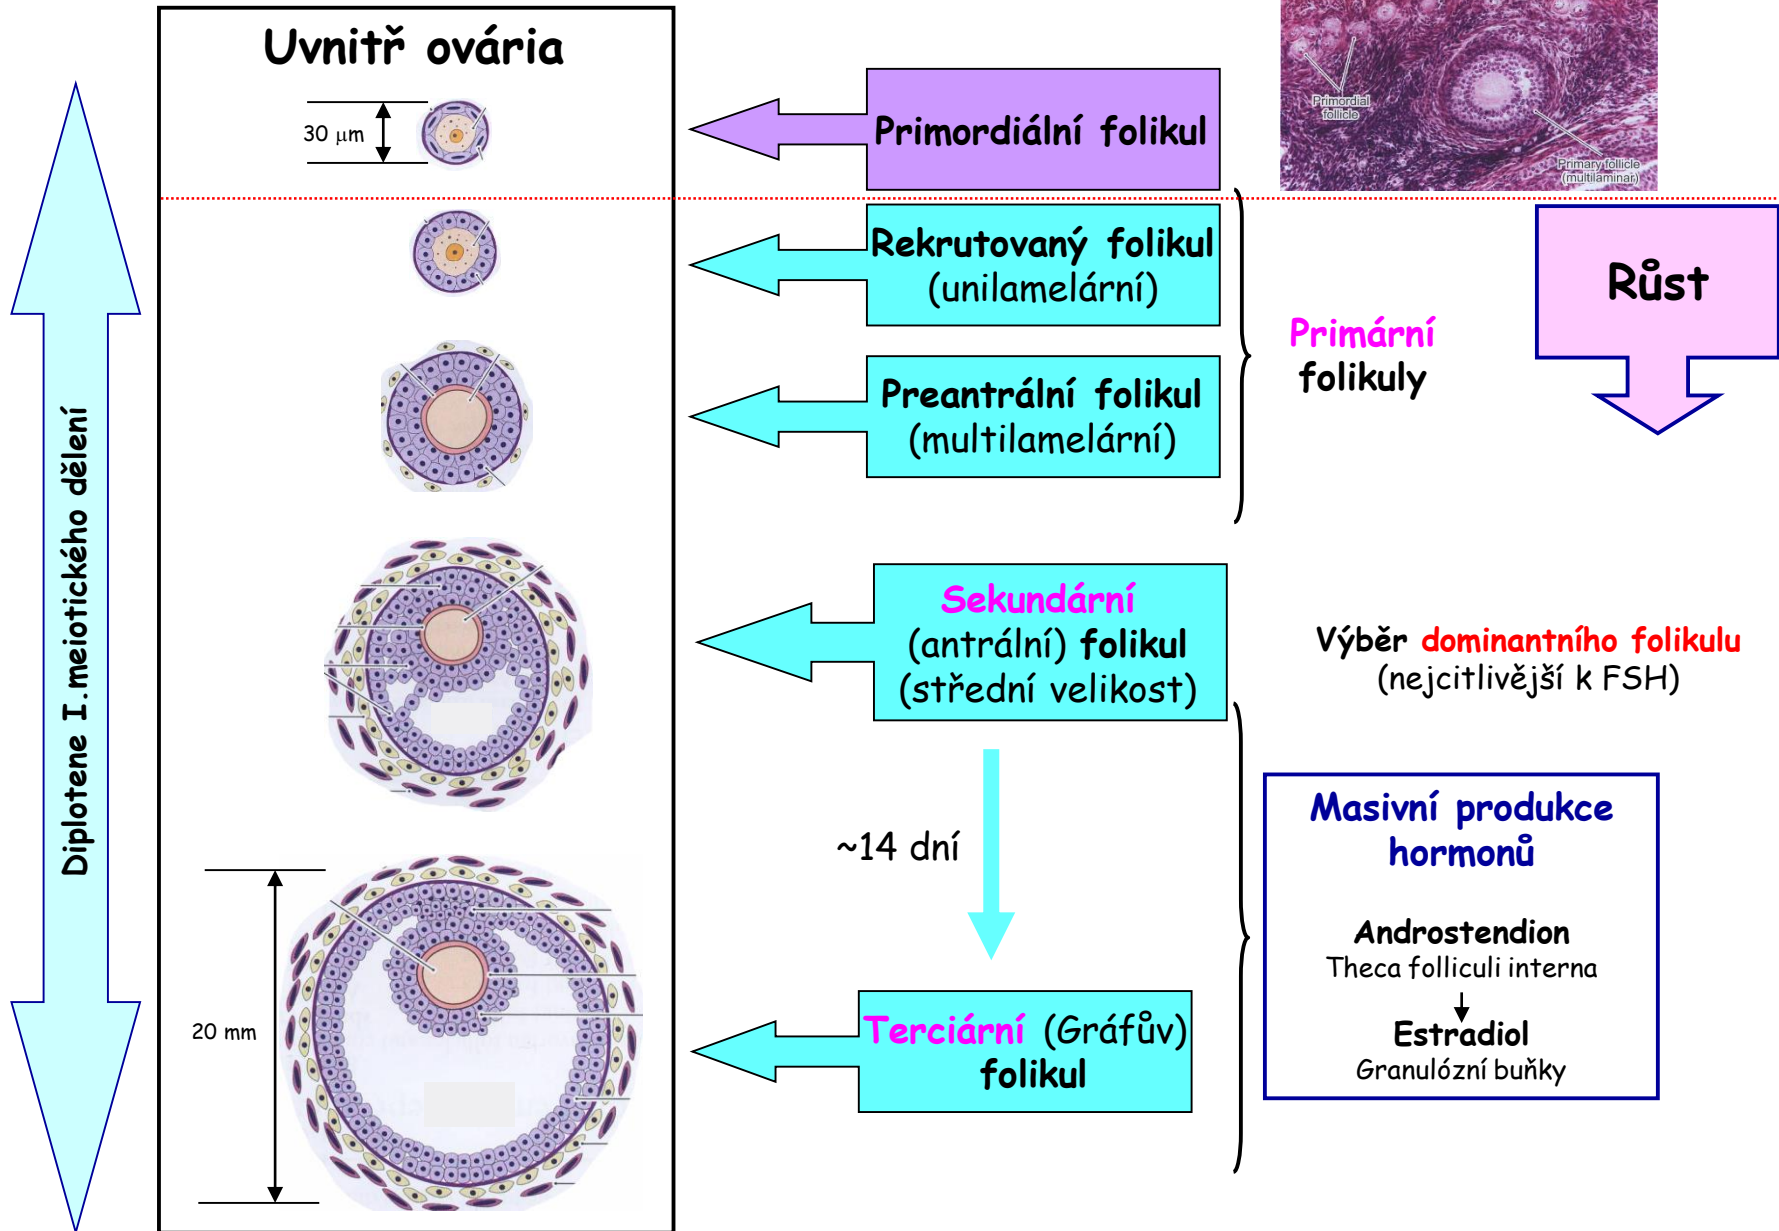 Uvnitř ovária
30 μm
Primordiální folikul
Primordial
follicle
Primary follicle
(multilaminar)
Rekrutovaný folikul
(unilamelární)
Růst
Primární
folikuly
Preantrální folikul
(multilamelární)
Diplotene I.meiotického dělení
Sekundární
(antrální) folikul
(střední velikost)
Výběr dominantního folikulu
(nejcitlivější k FSH)
~14 dní
Masivní produkce
hormonů
Androstendion
Theca folliculi interna
Estradiol
Granulózní buňky
20 mm
Terciární (Gráfův)
folikul